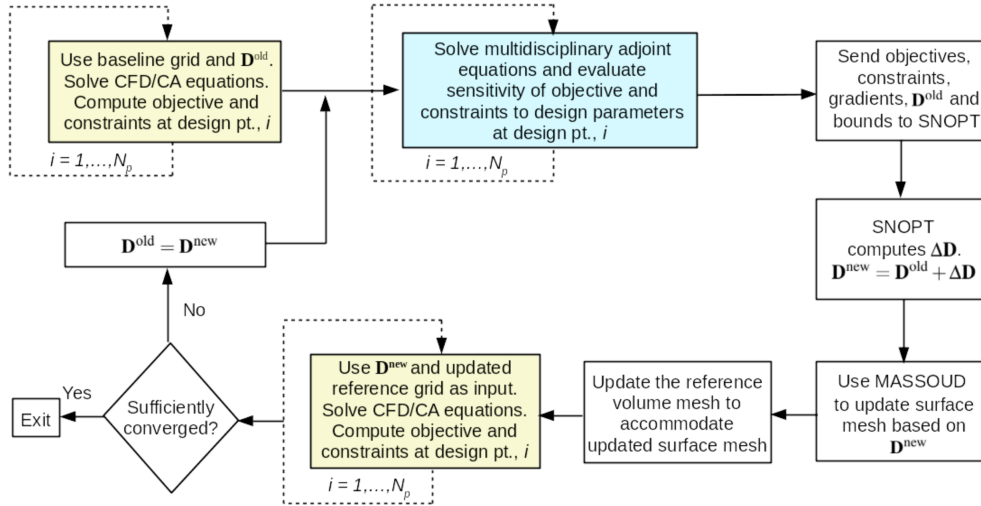 Use baseline grid and D^old.
Solve CFD/CA equations.
Compute objective and
constraints at design pt., i
i = 1,...,N_p
Solve multidisciplinary adjoint
equations and evaluate
sensitivity of objective and
constraints to design parameters
at design pt., i
i = 1,...,N_p
Send objectives,
constraints,
gradients, D^old and
bounds to SNOPT
SNOPT
computes ΔD.
D^new = D^old + ΔD
Use MASSOUD
to update surface
mesh based on
D^new
Update the reference
volume mesh to
accommodate
updated surface mesh
Use D^new and updated
reference grid as input.
Solve CFD/CA equations.
Compute objective and
constraints at design pt., i
i = 1,...,N_p
Sufficiently
converged?
Yes
Exit
No
D^old = D^new